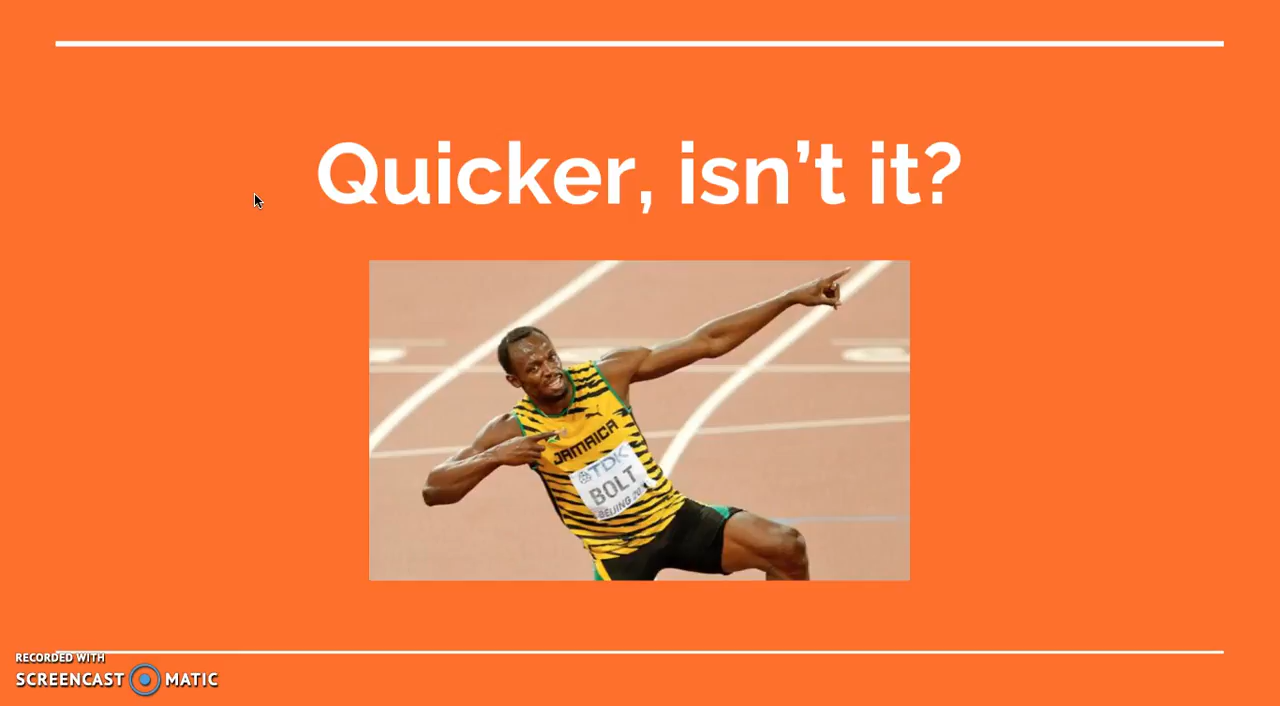 Quicker, isn't it?
JAMAICA
TDK
BOLT
BEIJING 20
RECORDED WITH
SCREENCAST MATIC